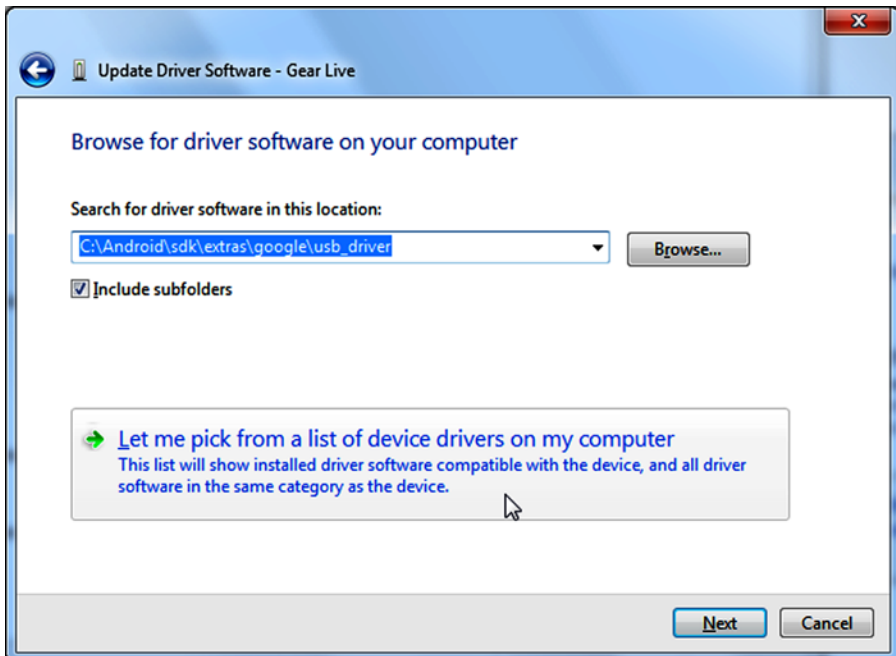 Update Driver Software - Gear Live
Browse for driver software on your computer
Search for driver software in this location:
C:\Android\sdk\extras\google\usb_driver
Browse...
Include subfolders
Let me pick from a list of device drivers on my computer
This list will show installed driver software compatible with the device, and all driver
software in the same category as the device.
Next
Cancel